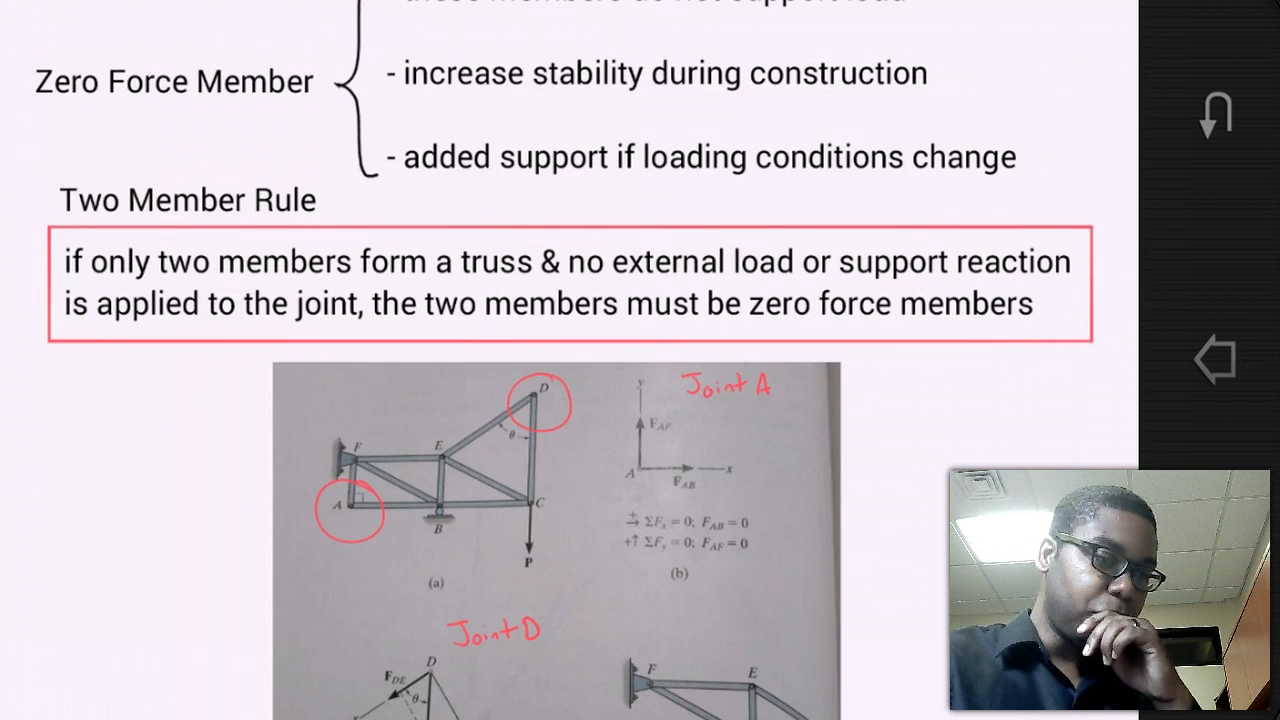 Zero Force Member
- increase stability during construction
- added support if loading conditions change
Two Member Rule
if only two members form a truss & no external load or support reaction
is applied to the joint, the two members must be zero force members
Joint A
y
F_AF
A
x
F_AB
D
θ
F
E
A
C
B
P
+→ ΣF_x = 0; F_AB = 0
+↑ ΣF_y = 0; F_AF = 0
(a)
(b)
Joint D
D
F_DE
θ
F
E